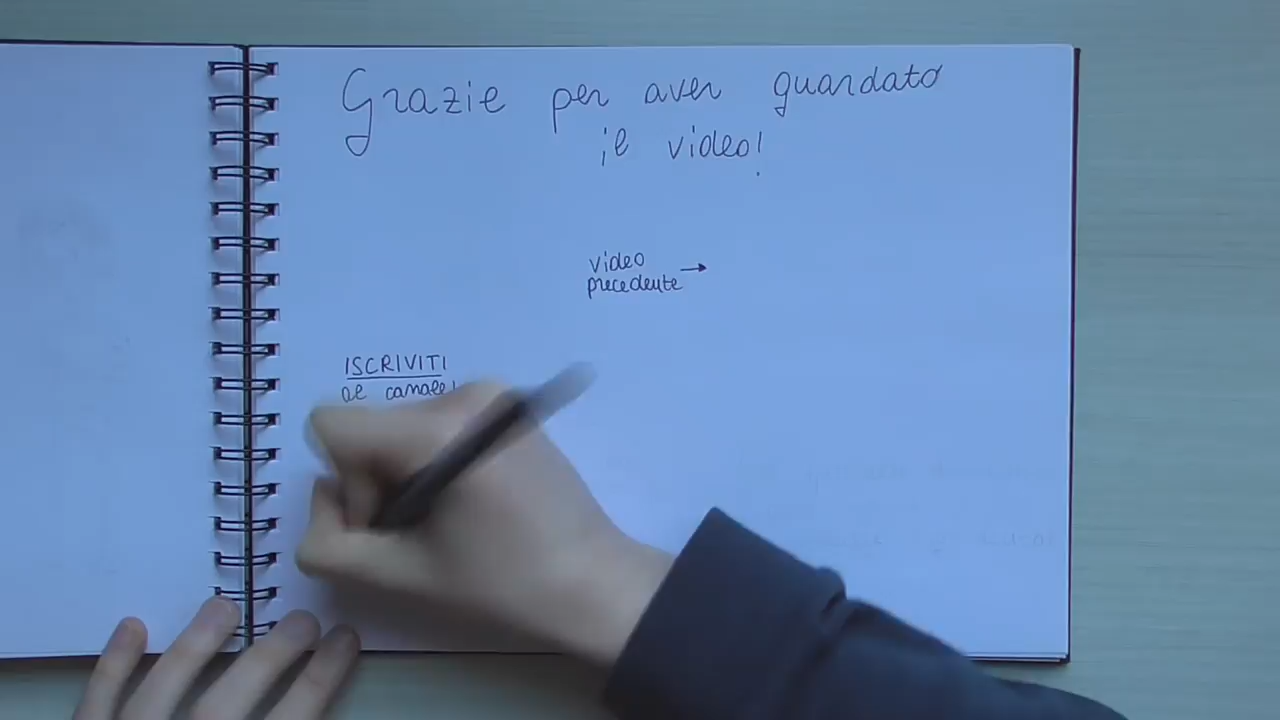 Grazie per aver guardato
il video!
video
precedente →
ISCRIVITI
al canale!